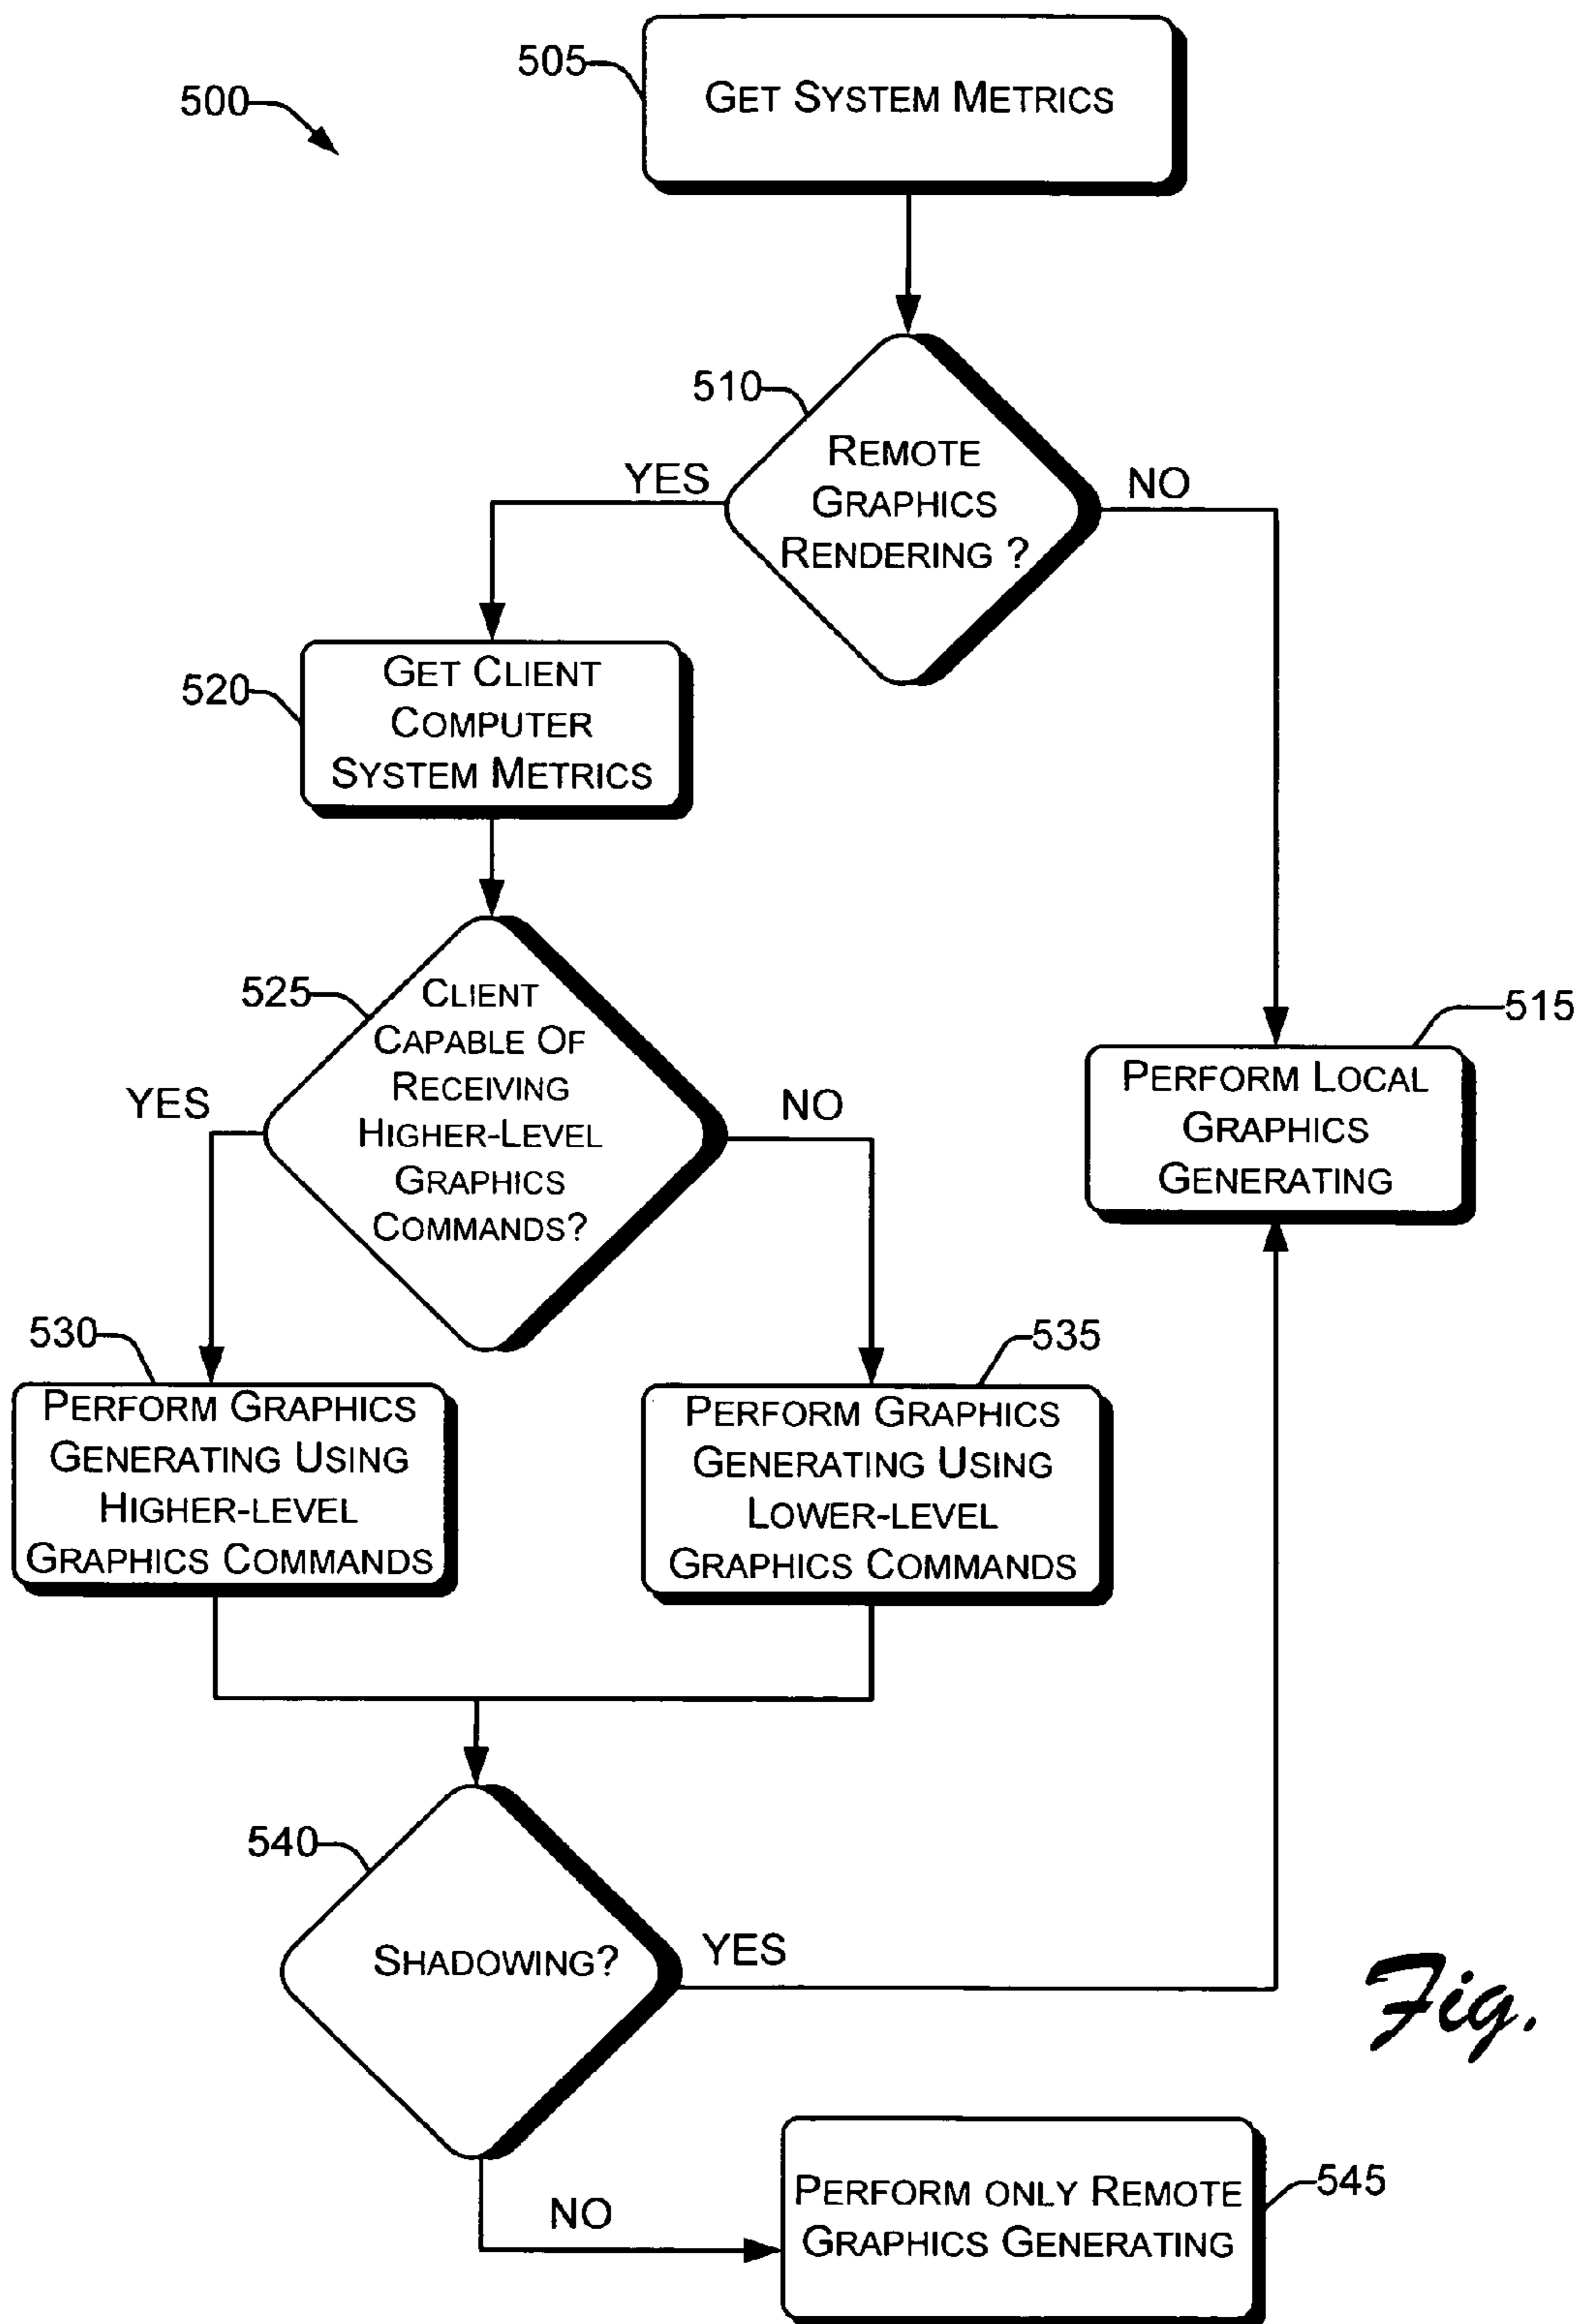 505
GET SYSTEM METRICS
500
510
REMOTE
GRAPHICS
RENDERING ?
YES
NO
520
GET CLIENT
COMPUTER
SYSTEM METRICS
525
CLIENT
CAPABLE OF
RECEIVING
HIGHER-LEVEL
GRAPHICS
COMMANDS?
YES
NO
515
PERFORM LOCAL
GRAPHICS
GENERATING
530
PERFORM GRAPHICS
GENERATING USING
HIGHER-LEVEL
GRAPHICS COMMANDS
535
PERFORM GRAPHICS
GENERATING USING
LOWER-LEVEL
GRAPHICS COMMANDS
540
SHADOWING?
YES
NO
Fig.
PERFORM ONLY REMOTE
GRAPHICS GENERATING
545